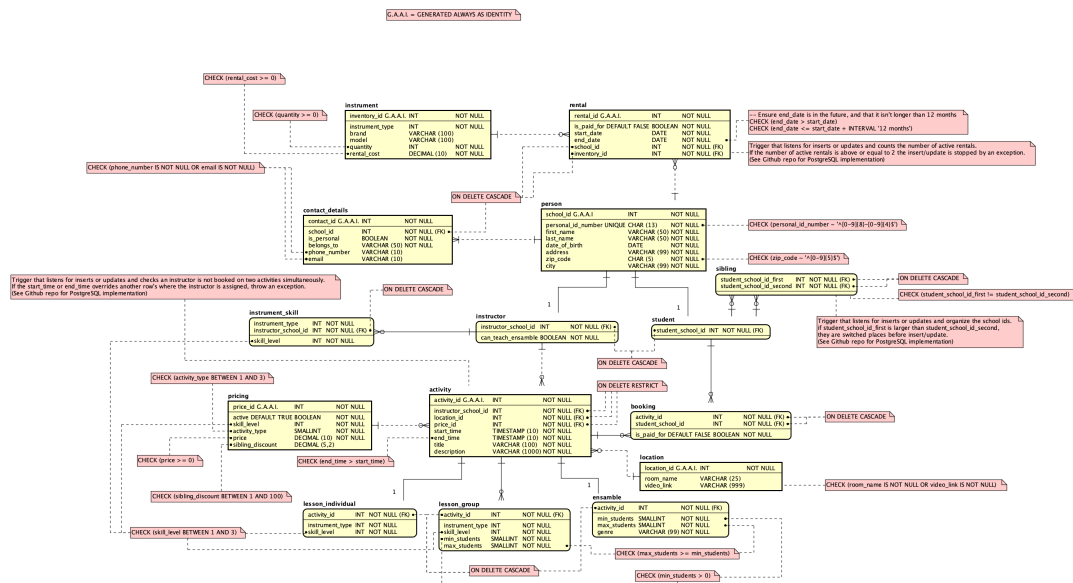 G.A.A.I. = GENERATED ALWAYS AS IDENTITY
CHECK (rental_cost >= 0)
CHECK (quantity >= 0)
instrument
inventory_id G.A.A.I. INT NOT NULL
instrument_type INT NOT NULL
brand VARCHAR (100)
model VARCHAR (100)
quantity INT NOT NULL
rental_cost DECIMAL (10) NOT NULL
rental
rental_id G.A.A.I. INT NOT NULL
is_paid_for DEFAULT FALSE BOOLEAN NOT NULL
start_date DATE NOT NULL
end_date DATE NOT NULL
school_id INT NOT NULL (FK)
inventory_id INT NOT NULL (FK)
-- Ensure end_date is in the future, and that it isn't longer than 12 months
CHECK (end_date > start_date)
CHECK (end_date <= start_date + INTERVAL '12 months')
Trigger that listens for inserts or updates and counts the number of active rentals.
If the number of active rentals is above or equal to 2 the insert/update is stopped by an exception.
(See Github repo for PostgreSQL implementation)
CHECK (phone_number IS NOT NULL OR email IS NOT NULL)
ON DELETE CASCADE
contact_details
contact_id G.A.A.I. INT NOT NULL
school_id INT NOT NULL (FK)
is_personal BOOLEAN NOT NULL
belongs_to VARCHAR (50) NOT NULL
phone_number VARCHAR (10)
email VARCHAR (10)
person
school_id G.A.A.I INT NOT NULL
personal_id_number UNIQUE CHAR (13) NOT NULL
first_name VARCHAR (50) NOT NULL
last_name VARCHAR (50) NOT NULL
date_of_birth DATE NOT NULL
address VARCHAR (99) NOT NULL
zip_code CHAR (5) NOT NULL
city VARCHAR (99) NOT NULL
CHECK (personal_id_number ~ '^[0-9]{8}-[0-9]{4}$')
CHECK (zip_code ~ '^[0-9]{5}$')
sibling
student_school_id_first INT NOT NULL (FK)
student_school_id_second INT NOT NULL (FK)
ON DELETE CASCADE
CHECK (student_school_id_first != student_school_id_second)
Trigger that listens for inserts or updates and organize the school ids.
if student_school_id_first is larger than student_school_id_second,
they are switched places before insert/update.
(See Github repo for PostgreSQL implementation)
Trigger that listens for inserts or updates and checks an instructor is not booked on two activities simultaneously.
If the start_time or end_time overrides another row's where the instructor is assigned, throw an exception.
(See Github repo for PostgreSQL implementation)
ON DELETE CASCADE
1
1
instrument_skill
instrument_type INT NOT NULL
instructor_school_id INT NOT NULL (FK)
skill_level INT NOT NULL
instructor
instructor_school_id INT NOT NULL (FK)
can_teach_ensamble BOOLEAN NOT NULL
student
student_school_id INT NOT NULL (FK)
ON DELETE CASCADE
ON DELETE RESTRICT
CHECK (activity_type BETWEEN 1 AND 3)
pricing
price_id G.A.A.I. INT NOT NULL
active DEFAULT TRUE BOOLEAN NOT NULL
skill_level INT NOT NULL
activity_type SMALLINT NOT NULL
price DECIMAL (10) NOT NULL
sibling_discount DECIMAL (5,2)
activity
activity_id G.A.A.I. INT NOT NULL
instructor_school_id INT NOT NULL (FK)
location_id INT NOT NULL (FK)
price_id INT NOT NULL (FK)
start_time TIMESTAMP (10) NOT NULL
end_time TIMESTAMP (10) NOT NULL
title VARCHAR (100) NOT NULL
description VARCHAR (1000) NOT NULL
booking
activity_id INT NOT NULL (FK)
student_school_id INT NOT NULL (FK)
is_paid_for DEFAULT FALSE BOOLEAN NOT NULL
ON DELETE CASCADE
CHECK (price >= 0)
CHECK (end_time > start_time)
location
location_id G.A.A.I. INT NOT NULL
room_name VARCHAR (25)
video_link VARCHAR (999)
CHECK (room_name IS NOT NULL OR video_link IS NOT NULL)
CHECK (sibling_discount BETWEEN 1 AND 100)
1
1
lesson_individual
activity_id INT NOT NULL (FK)
instrument_type INT NOT NULL
skill_level INT NOT NULL
lesson_group
activity_id INT NOT NULL (FK)
instrument_type INT NOT NULL
skill_level INT NOT NULL
min_students SMALLINT NOT NULL
max_students SMALLINT NOT NULL
ensamble
activity_id INT NOT NULL (FK)
min_students SMALLINT NOT NULL
max_students SMALLINT NOT NULL
genre VARCHAR (99) NOT NULL
CHECK (skill_level BETWEEN 1 AND 3)
CHECK (max_students >= min_students)
ON DELETE CASCADE
CHECK (min_students > 0)